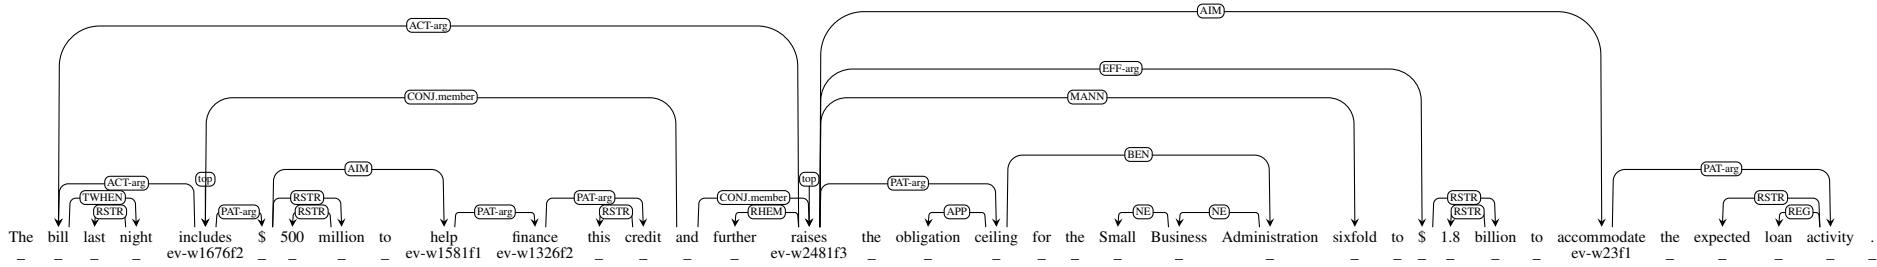 AIM
ACT-arg
EFF-arg
CONJ.member MANN
BEN
AIM PAT-arg
ACT-arg top top PAT-arg
TWHEN RSTR PAT-arg CONJ.member RSTR RSTR
RSTR PAT-arg RSTR PAT-arg RSTR RHEM APP NE NE RSTR REG
The bill last night includes $ 500 million to help finance this credit and further raises the obligation ceiling for the Small Business Administration sixfold to $ 1.8 billion to accommodate the expected loan activity .
_ _ _ _ ev-w1676f2 _ _ _ _ ev-w1581f1 ev-w1326f2 _ _ _ _ ev-w2481f3 _ _ _ _ _ _ _ _ _ _ _ _ _ _ ev-w23f1 _ _ _ _ _